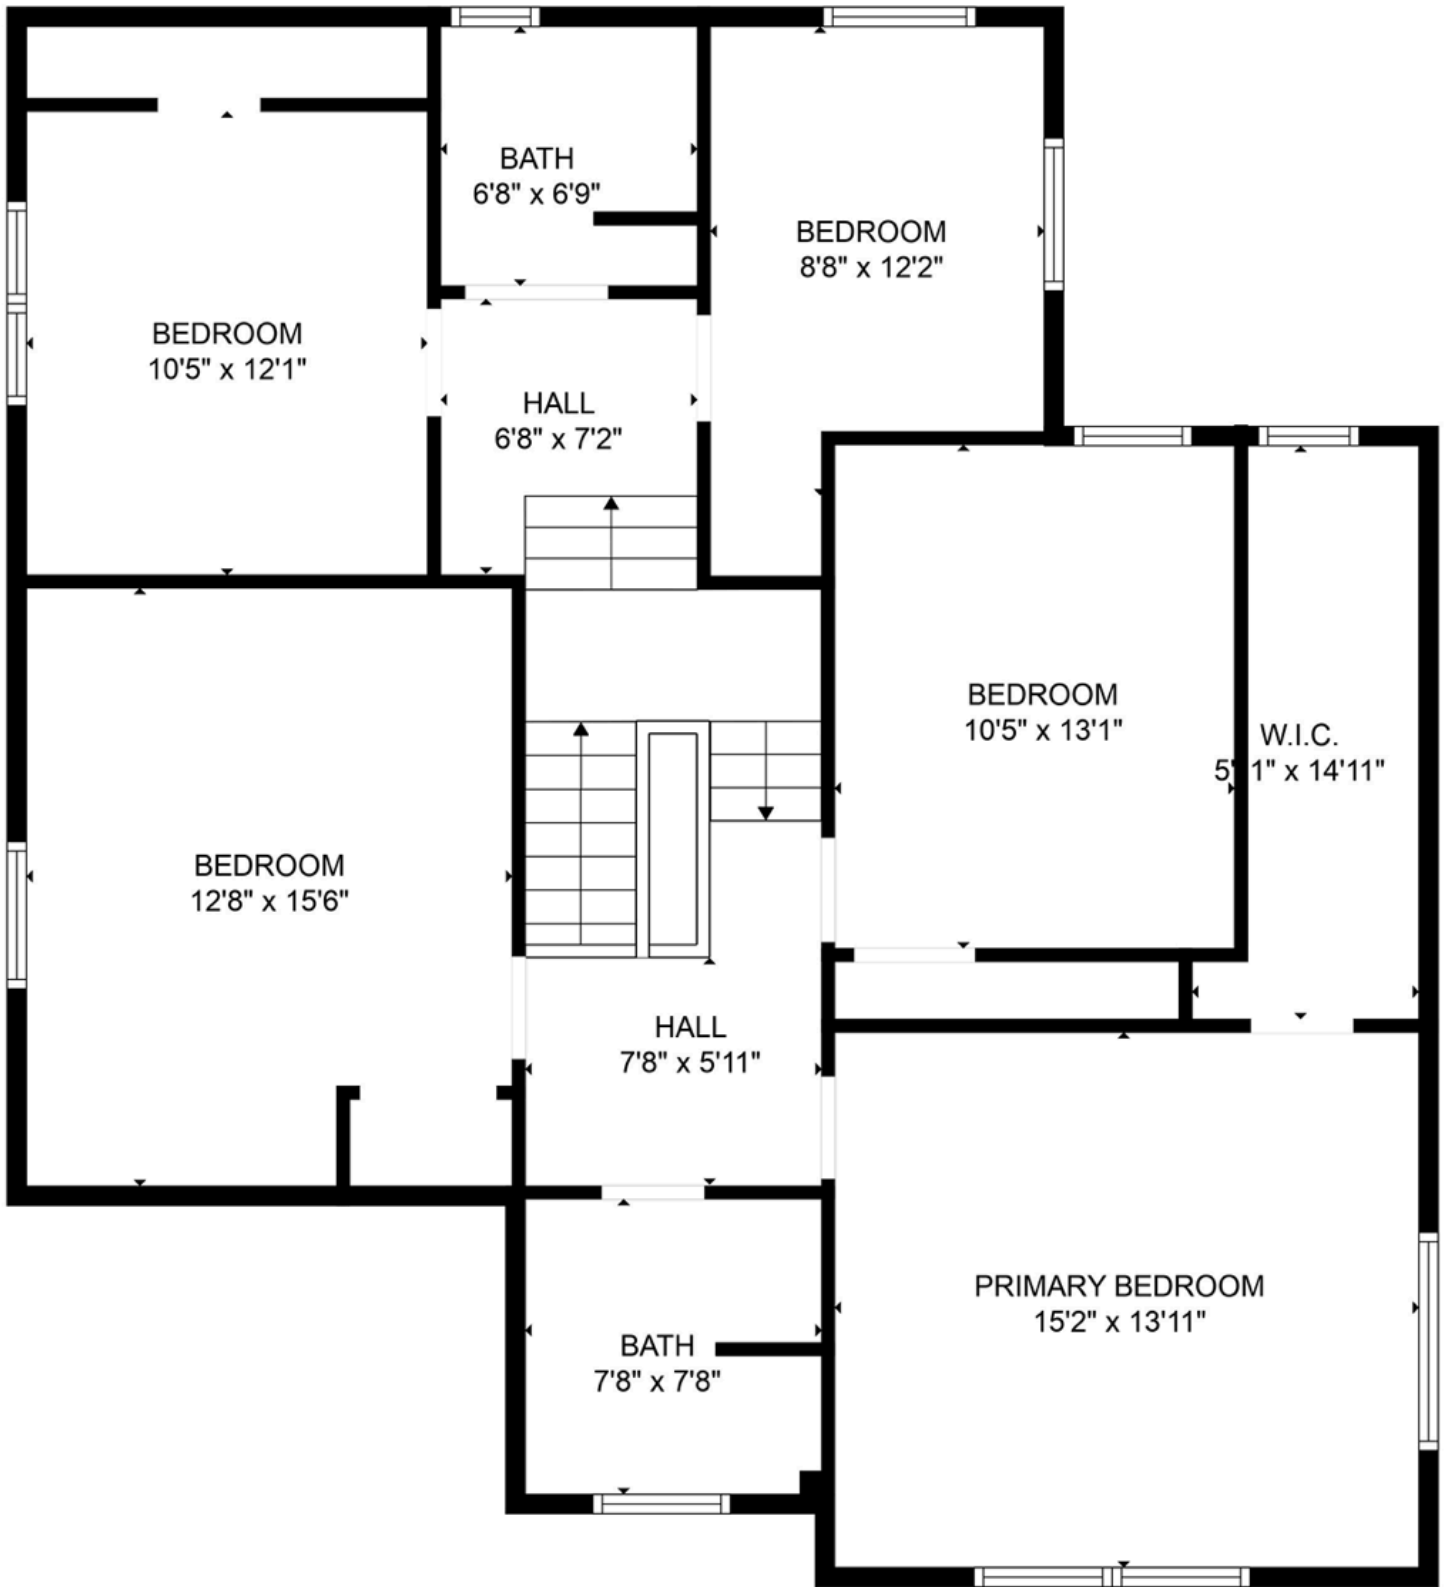 BATH
6'8" x 6'9"
BEDROOM
8'8" x 12'2"
BEDROOM
10'5" x 12'1"
HALL
6'8" x 7'2"
BEDROOM
10'5" x 13'1"
W.I.C.
x 14'11"
BEDROOM
12'8" x 15'6"
HALL
7'8" x 5'11"
PRIMARY BEDROOM
15'2" x 13'11"
BATH
7'8" x 7'8"